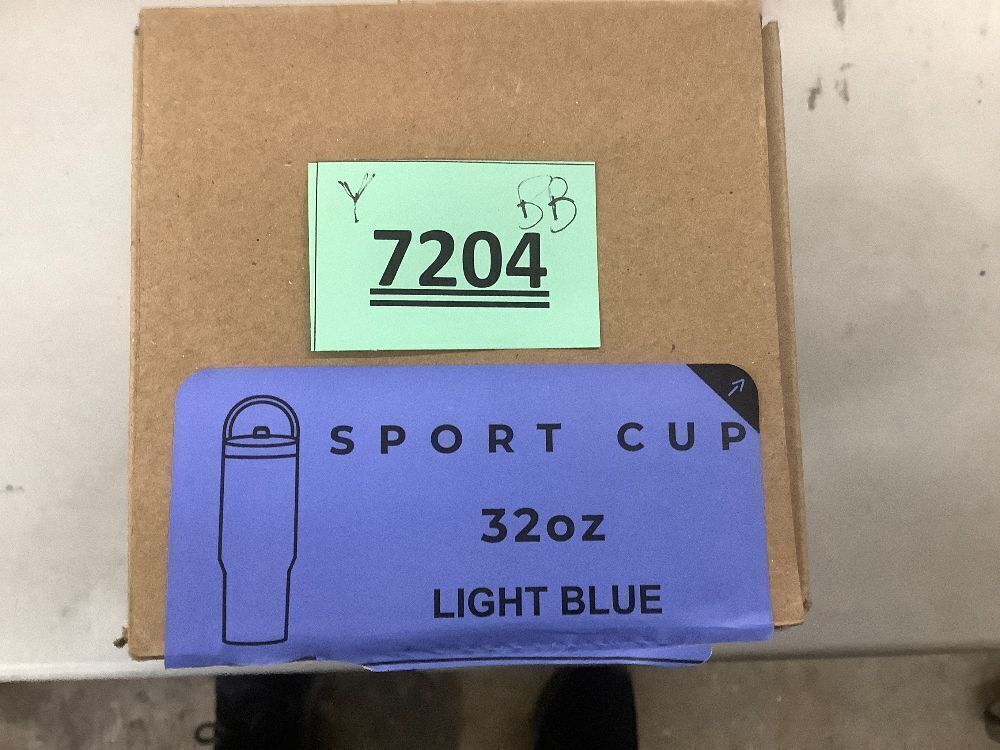 Y BB
7204
SPORT CUP
32oz
LIGHT BLUE